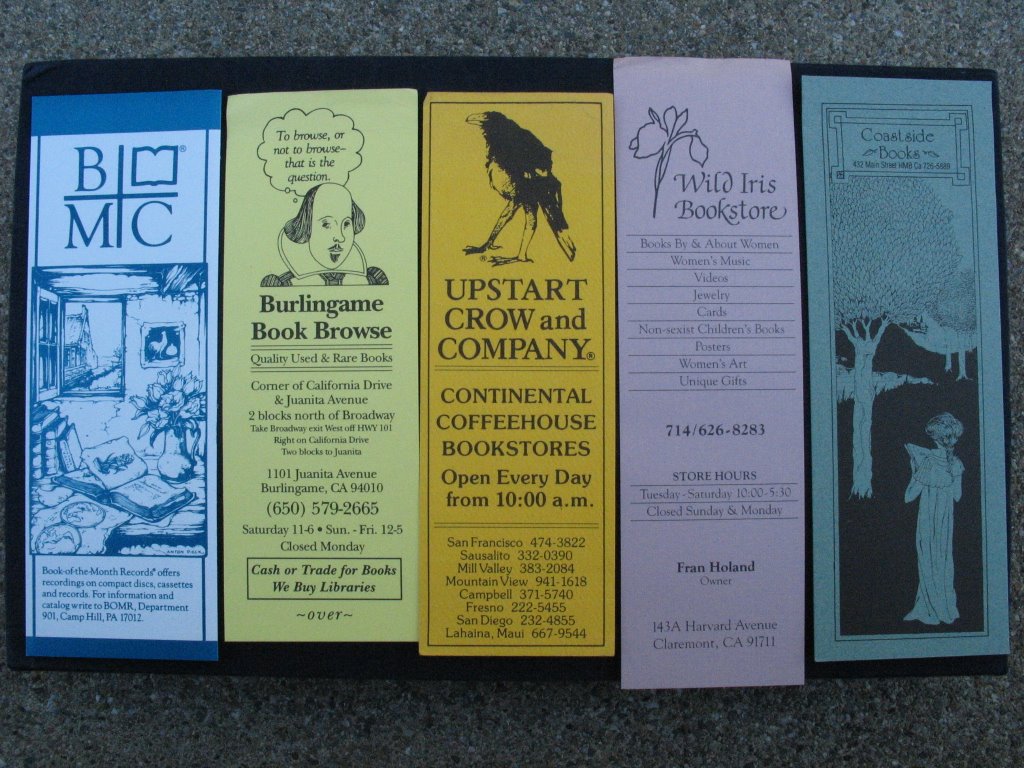 B
MC
®
Book-of-the-Month Records® offers
recordings on compact discs, cassettes
and records. For information and
catalog write to BOMR, Department
901, Camp Hill, PA 17012.
To browse, or
not to browse–
that is the
question.
Burlingame
Book Browse
Quality Used & Rare Books
Corner of California Drive
& Juanita Avenue
2 blocks north of Broadway
Take Broadway exit West off HWY 101
Right on California Drive
Two blocks to Juanita
1101 Juanita Avenue
Burlingame, CA 94010
(650) 579-2665
Saturday 11-6 • Sun. - Fri. 12-5
Closed Monday
Cash or Trade for Books
We Buy Libraries
~over~
®
UPSTART
CROW and
COMPANY®
CONTINENTAL
COFFEEHOUSE
BOOKSTORES
Open Every Day
from 10:00 a.m.
San Francisco 474-3822
Sausalito 332-0390
Mill Valley 383-2084
Mountain View 941-1618
Campbell 371-5740
Fresno 222-5455
San Diego 232-4855
Lahaina, Maui 667-9544
Wild Iris
Bookstore
Books By & About Women
Women's Music
Videos
Jewelry
Cards
Non-sexist Children's Books
Posters
Women's Art
Unique Gifts
714/626-8283
STORE HOURS
Tuesday-Saturday 10:00-5:30
Closed Sunday & Monday
Fran Holand
Owner
143A Harvard Avenue
Claremont, CA 91711
Coastside
Books
432 Main Street HMB Ca 726-5889